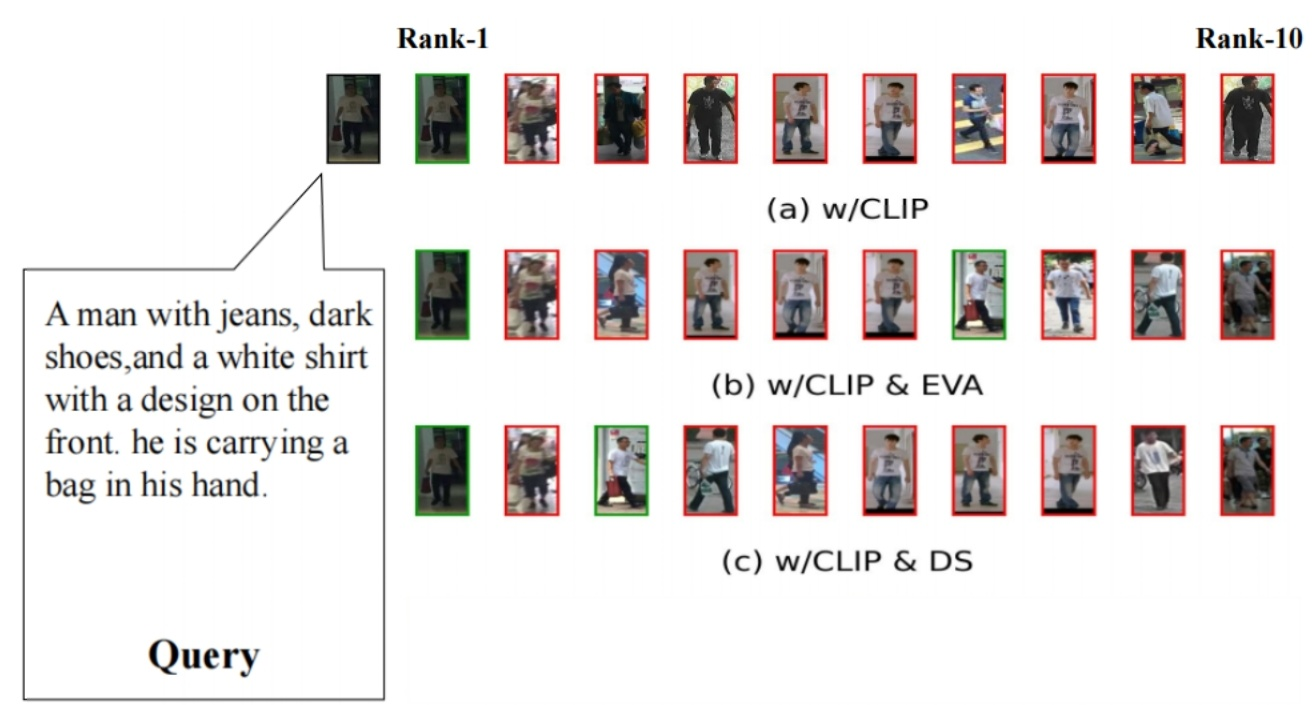 Rank-1
Rank-10
(a) w/CLIP
A man with jeans, dark
shoes,and a white shirt
with a design on the
front. he is carrying a
bag in his hand.
Query
(b) w/CLIP & EVA
(c) w/CLIP & DS